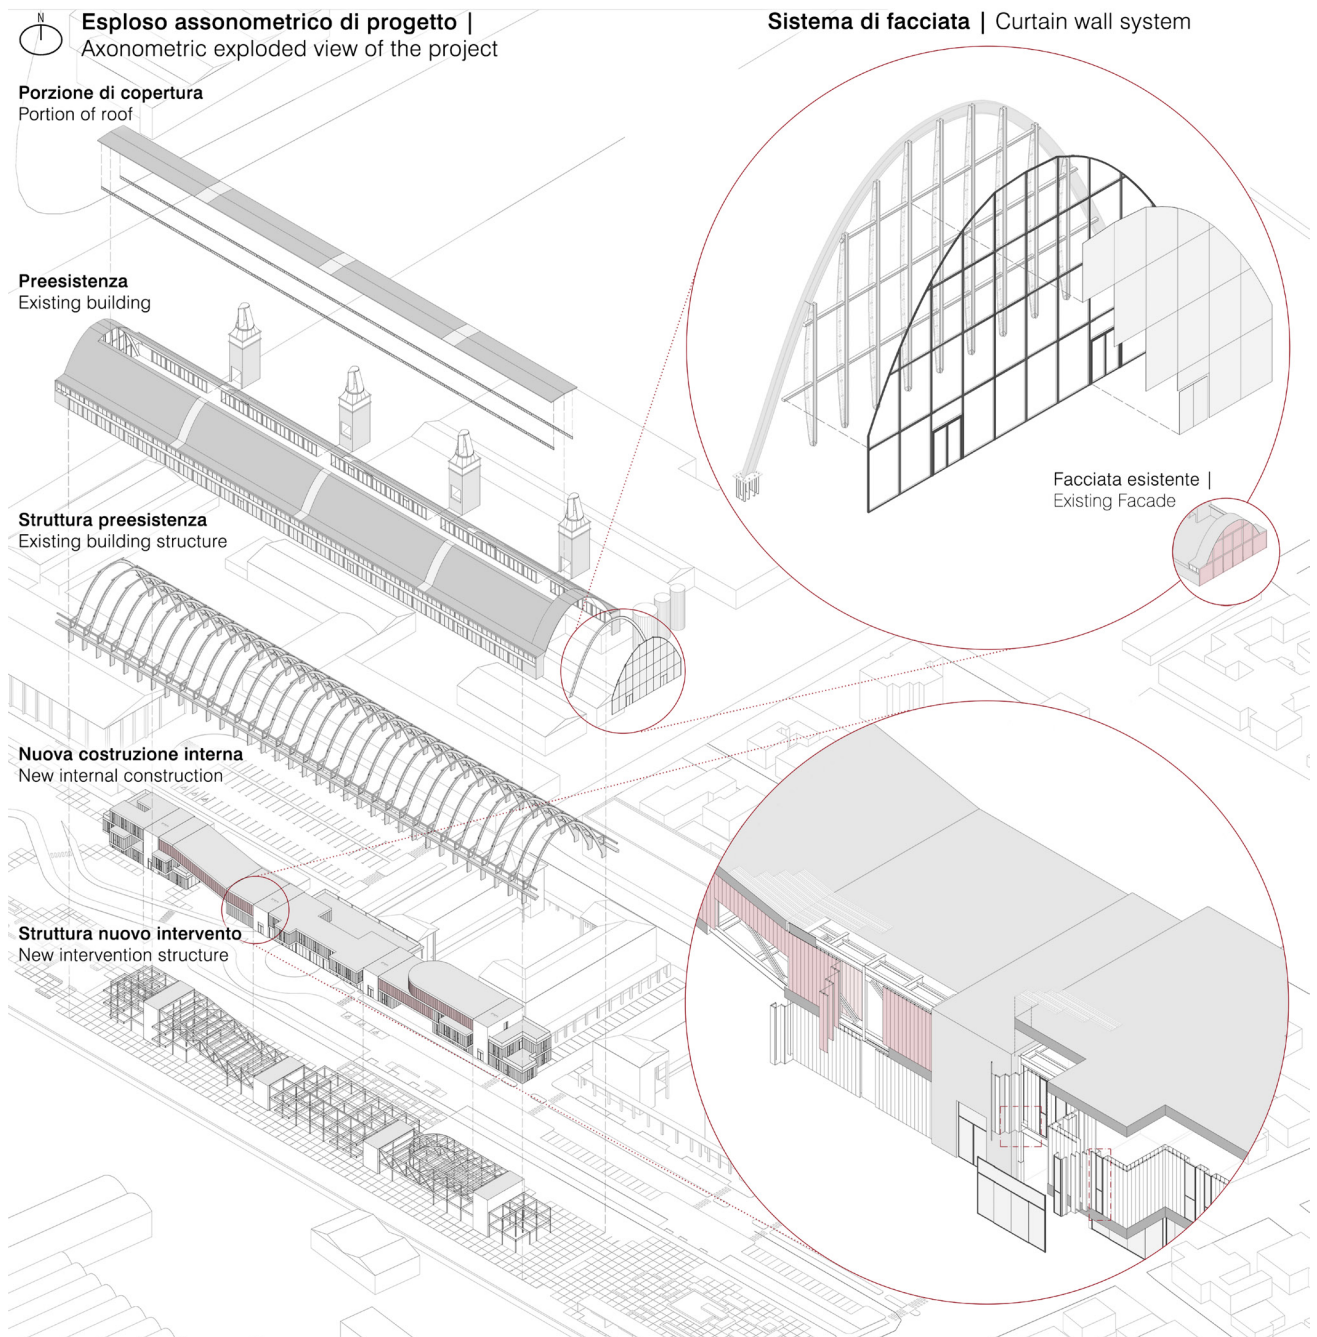 N
Esploso assonometrico di progetto |
Axonometric exploded view of the project
Sistema di facciata | Curtain wall system
Porzione di copertura
Portion of roof
Preesistenza
Existing building
Facciata esistente |
Existing Facade
Struttura preesistenza
Existing building structure
Nuova costruzione interna
New internal construction
Struttura nuovo intervento
New intervention structure